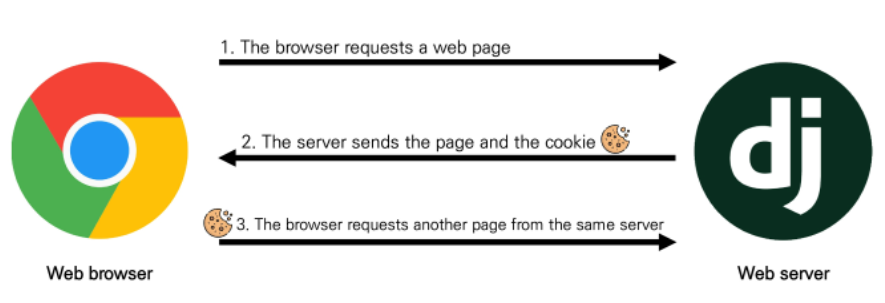 1. The browser requests a web page
2. The server sends the page and the cookie
3. The browser requests another page from the same server
dj
Web browser
Web server